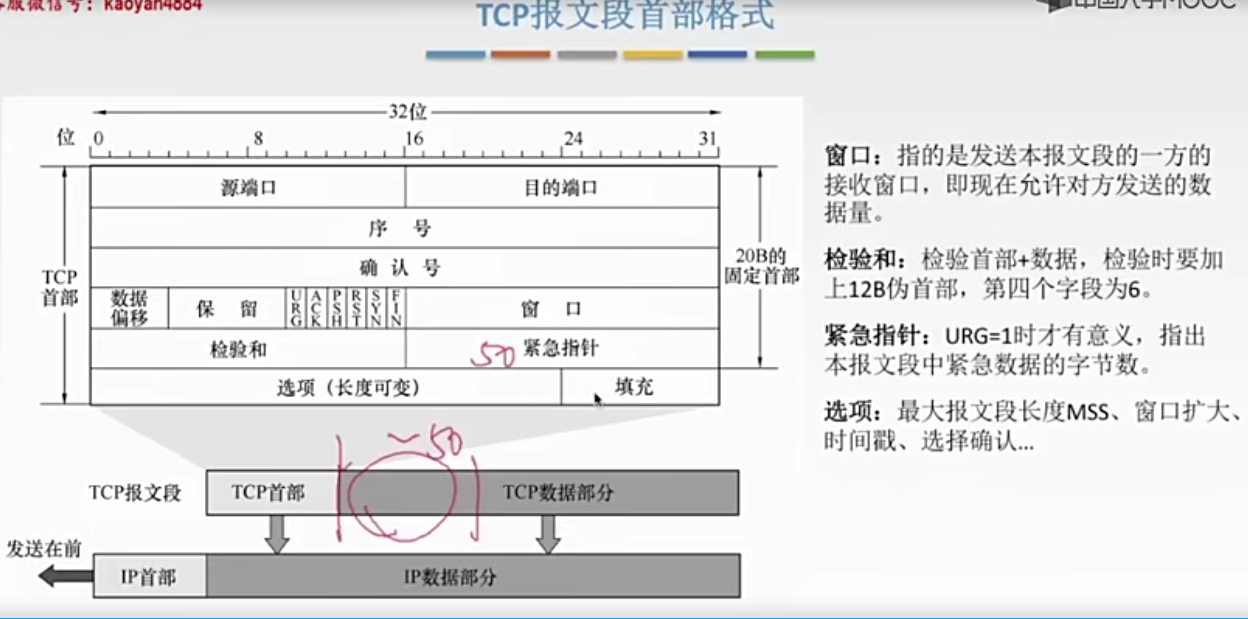 服微信号：kaoyan4884
中国大学MOOC
TCP报文段首部格式
32位
位 0 8 16 24 31
源端口 目的端口
序 号
确 认 号
数据偏移 保 留 URG ACK PSH RST SYN FIN 窗 口
检验和 50 紧急指针
选项（长度可变） 填充
TCP首部
20B的固定首部
~50
TCP报文段 TCP首部 TCP数据部分
发送在前
IP首部 IP数据部分
窗口：指的是发送本报文段的一方的
接收窗口，即现在允许对方发送的数
据量。
检验和：检验首部+数据，检验时要加
上12B伪首部，第四个字段为6。
紧急指针：URG=1时才有意义，指出
本报文段中紧急数据的字节数。
选项：最大报文段长度MSS、窗口扩大、
时间戳、选择确认...